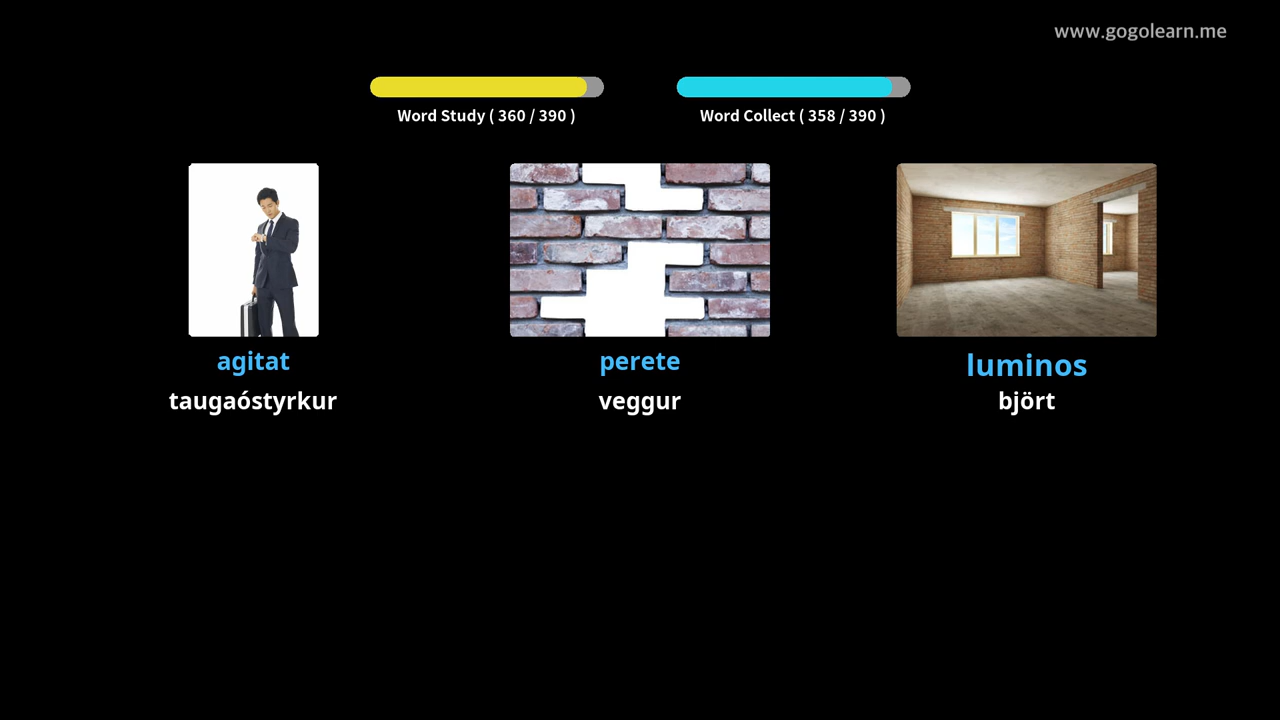 www.gogolearn.me
Word Study ( 360 / 390 )
Word Collect ( 358 / 390 )
agitat
perete
luminos
taugaóstyrkur
veggur
björt